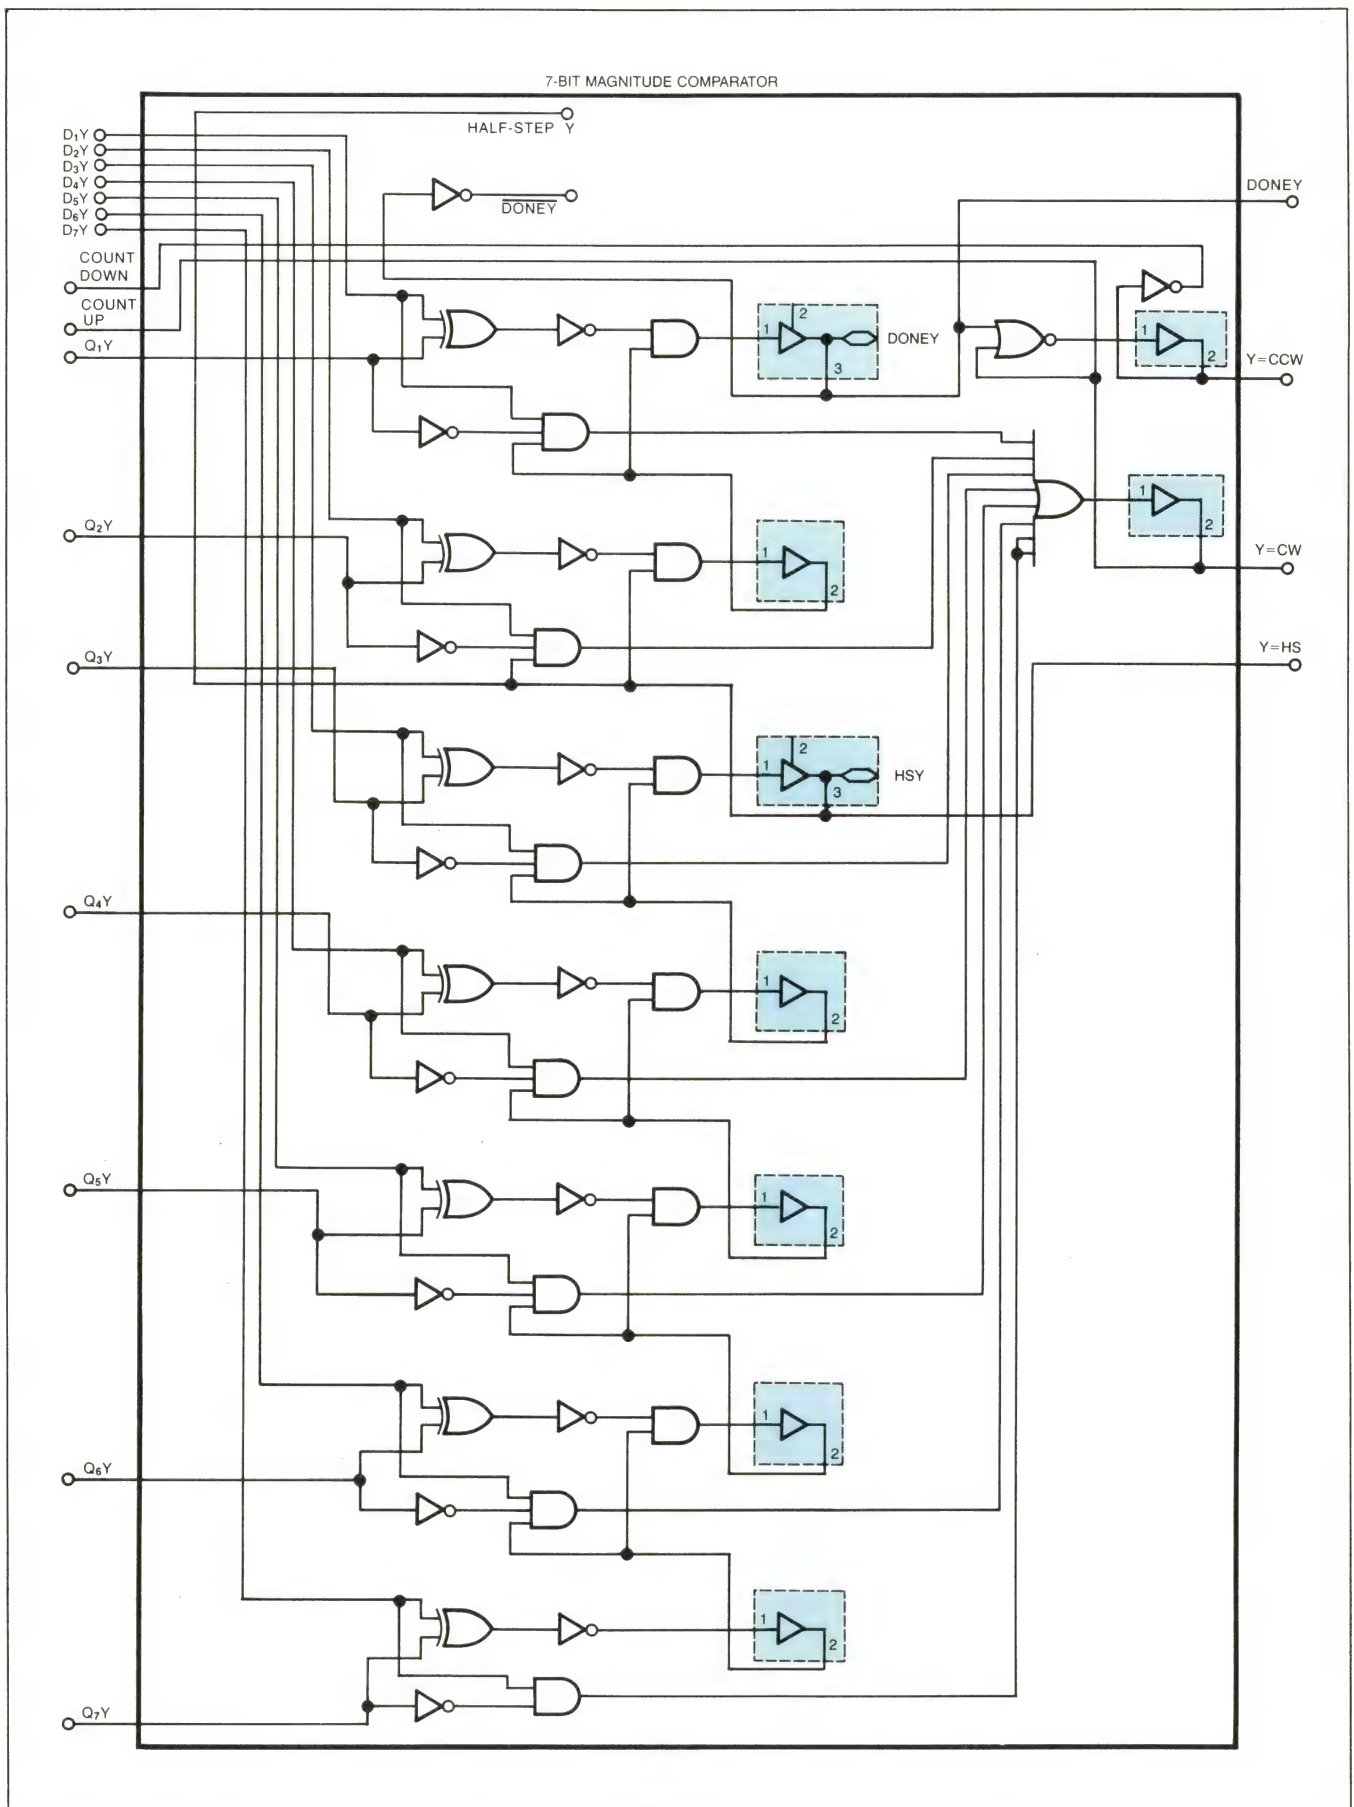 7-BIT MAGNITUDE COMPARATOR
HALF-STEP Y
D₁Y
D₂Y
D₃Y
D₄Y
D₅Y
D₆Y
D₇Y
DONEY
DONEY
COUNT
DOWN
COUNT
UP
Q₁Y
1
2
3
DONEY
1
2
Y=CCW
Q₂Y
1
2
1
2
Y=CW
Q₃Y
Y=HS
1
2
3
HSY
Q₄Y
1
2
Q₅Y
1
2
Q₆Y
1
2
Q₇Y
1
2